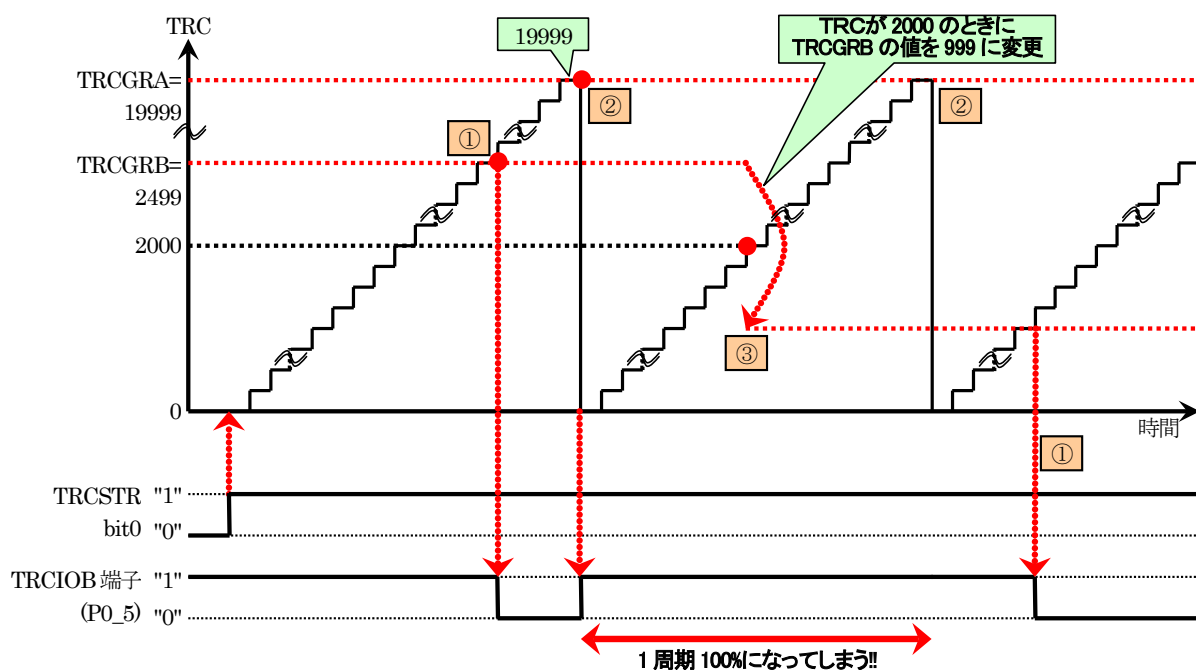 TRC
19999
TRCが 2000 のときに
TRCGRB の値を 999 に変更
TRCGRA=
19999
②
②
①
TRCGRB=
2499
2000
③
0
時間
①
TRCSTR "1"
bit0 "0"
TRCIOB 端子 "1"
(P0_5) "0"
1 周期 100%になってしまう!!